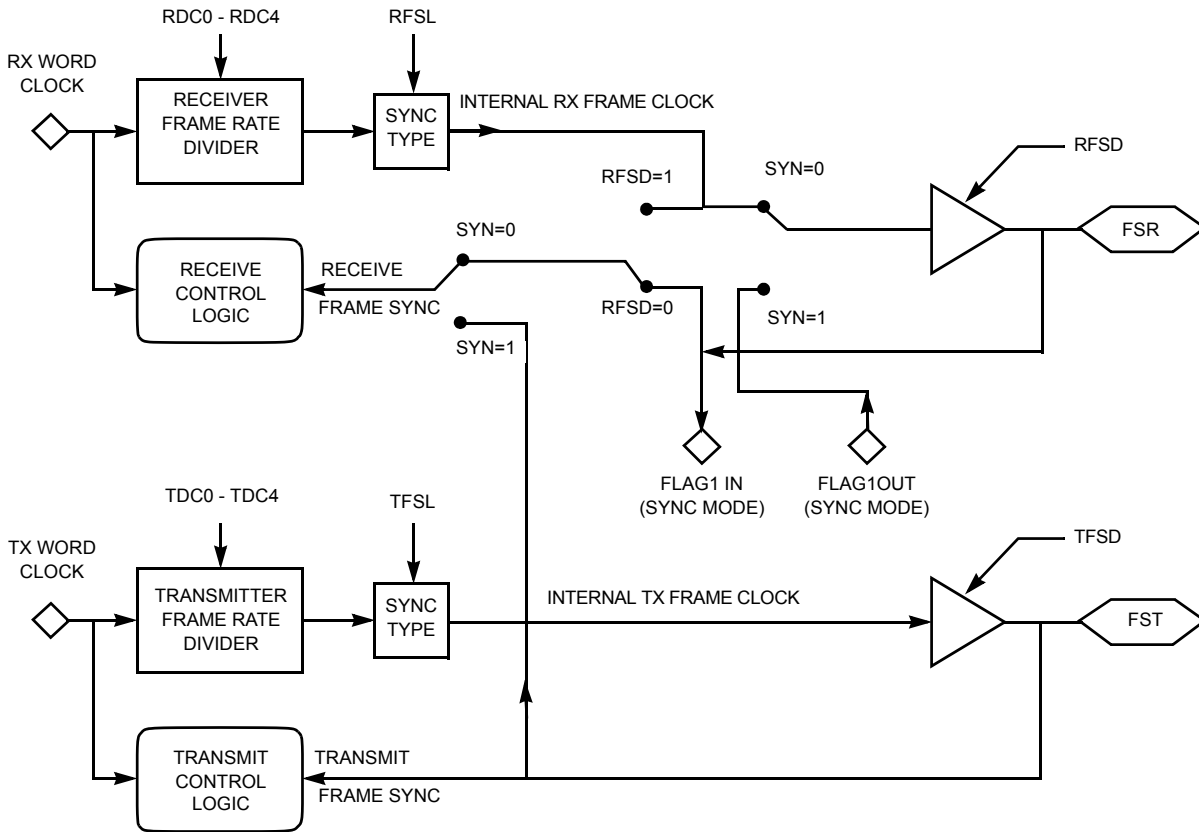 RDC0 - RDC4
RFSL
RX WORD
CLOCK
RECEIVER
FRAME RATE
DIVIDER
SYNC
TYPE
INTERNAL RX FRAME CLOCK
RFSD
RFSD=1
SYN=0
FSR
SYN=0
RECEIVE
CONTROL
LOGIC
RECEIVE
FRAME SYNC
RFSD=0
SYN=1
SYN=1
FLAG1 IN
(SYNC MODE)
FLAG1OUT
(SYNC MODE)
TDC0 - TDC4
TFSL
TX WORD
CLOCK
TRANSMITTER
FRAME RATE
DIVIDER
SYNC
TYPE
INTERNAL TX FRAME CLOCK
TFSD
FST
TRANSMIT
CONTROL
LOGIC
TRANSMIT
FRAME SYNC